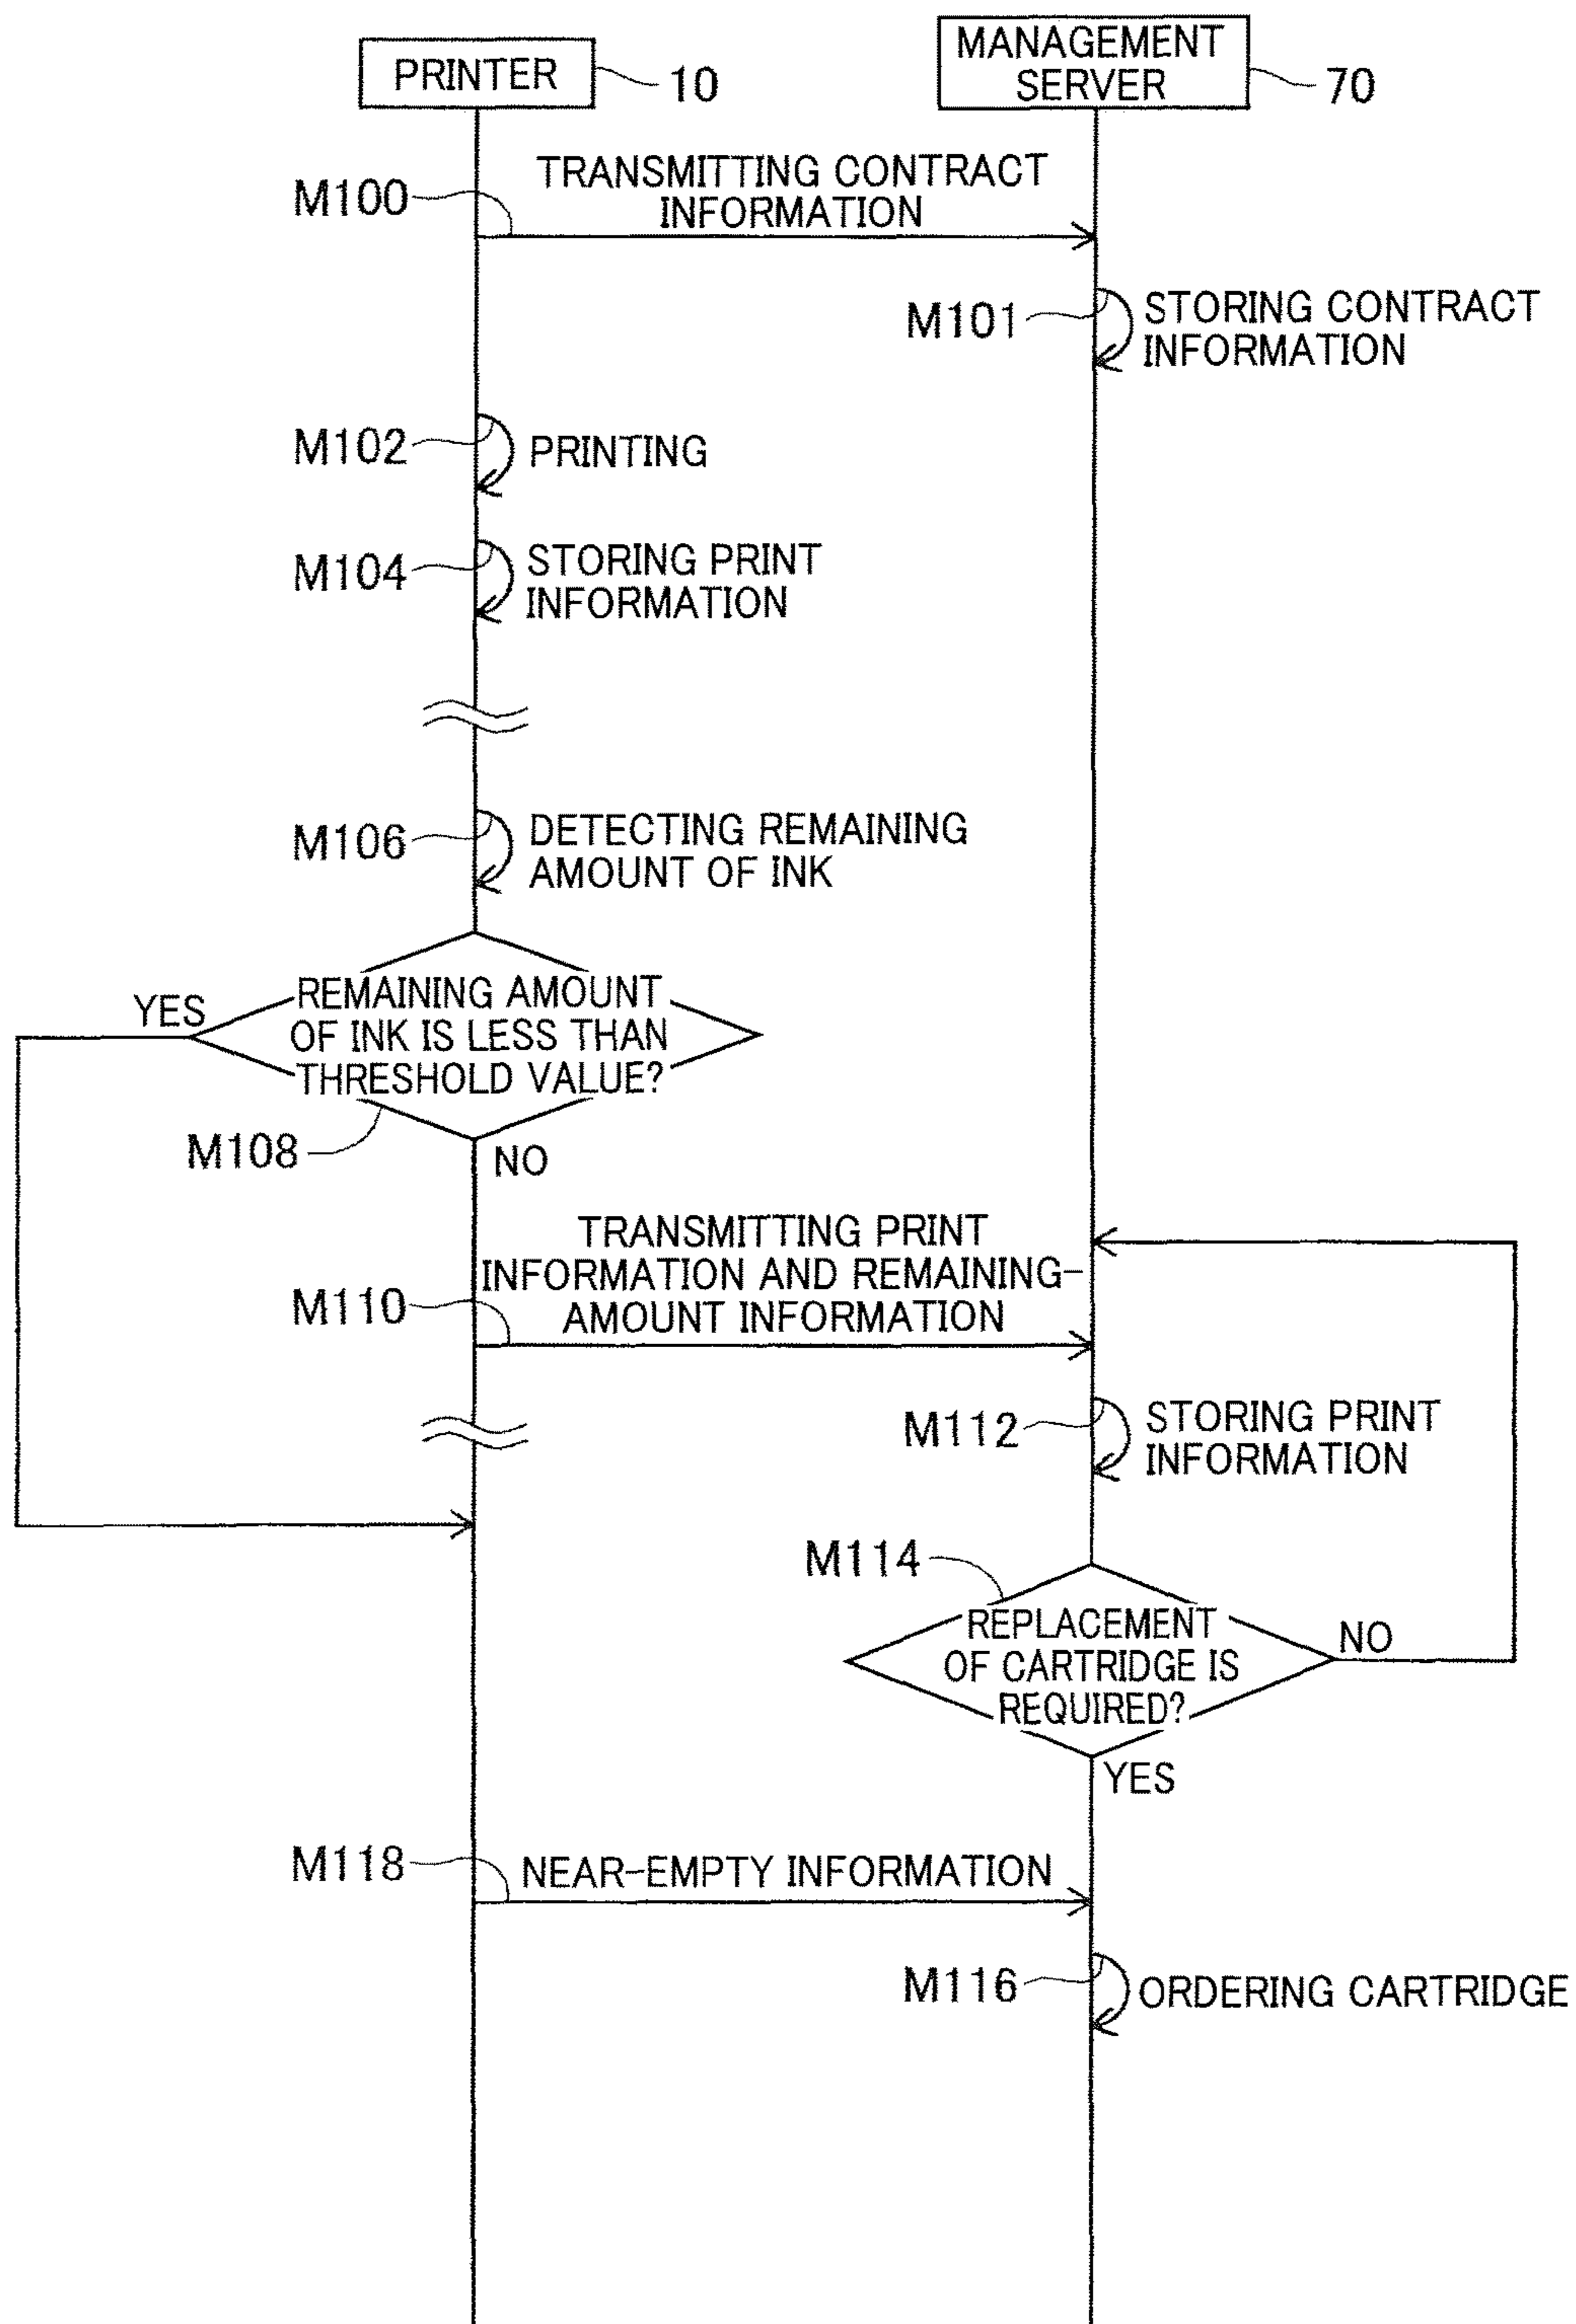 PRINTER
10
MANAGEMENT
SERVER
70
M100
TRANSMITTING CONTRACT
INFORMATION
M101
STORING CONTRACT
INFORMATION
M102
PRINTING
M104
STORING PRINT
INFORMATION
M106
DETECTING REMAINING
AMOUNT OF INK
YES
REMAINING AMOUNT
OF INK IS LESS THAN
THRESHOLD VALUE?
M108
NO
TRANSMITTING PRINT
INFORMATION AND REMAINING-
AMOUNT INFORMATION
M110
M112
STORING PRINT
INFORMATION
M114
REPLACEMENT
OF CARTRIDGE IS
REQUIRED?
NO
YES
M118
NEAR-EMPTY INFORMATION
M116
ORDERING CARTRIDGE